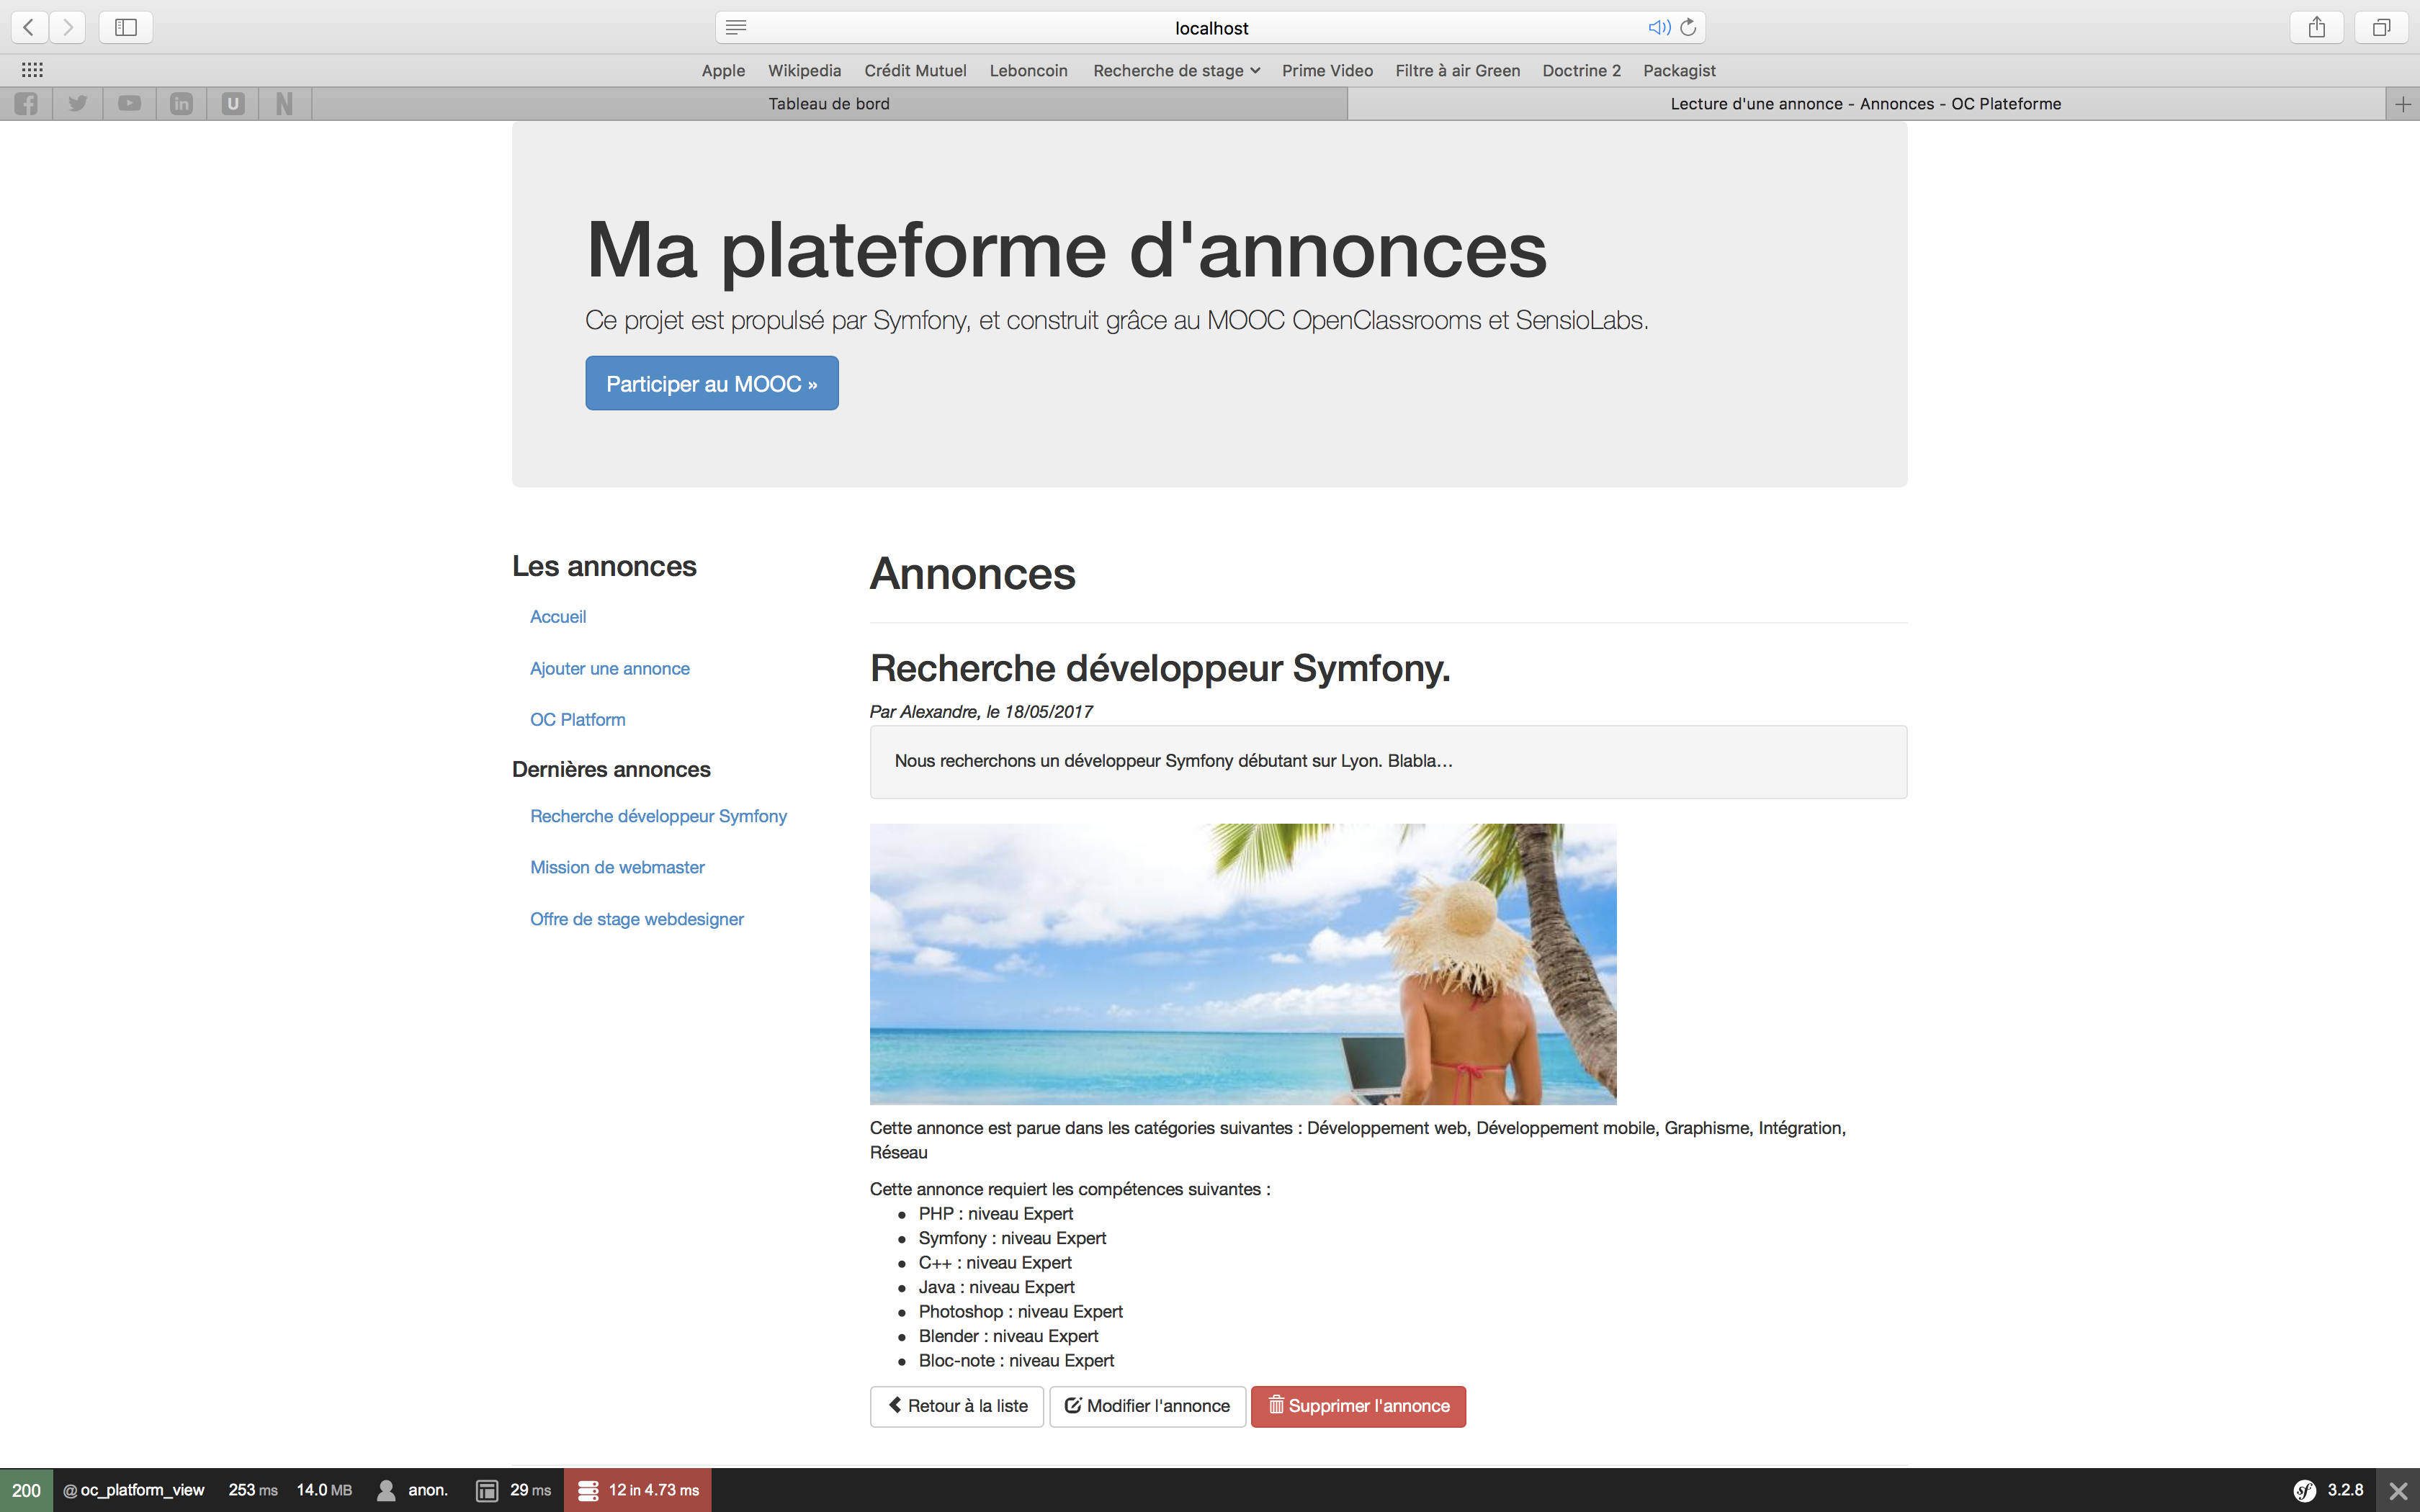 localhost
Apple Wikipedia Crédit Mutuel Leboncoin Recherche de stage Prime Video Filtre à air Green Doctrine 2 Packagist
Tableau de bord
Lecture d'une annonce - Annonces - OC Plateforme
Ma plateforme d'annonces
Ce projet est propulsé par Symfony, et construit grâce au MOOC OpenClassrooms et SensioLabs.
Participer au MOOC »
Les annonces
Accueil
Ajouter une annonce
OC Platform
Dernières annonces
Recherche développeur Symfony
Mission de webmaster
Offre de stage webdesigner
Annonces
Recherche développeur Symfony.
Par Alexandre, le 18/05/2017
Nous recherchons un développeur Symfony débutant sur Lyon. Blabla…
Cette annonce est parue dans les catégories suivantes : Développement web, Développement mobile, Graphisme, Intégration,
Réseau
Cette annonce requiert les compétences suivantes :
• PHP : niveau Expert
• Symfony : niveau Expert
• C++ : niveau Expert
• Java : niveau Expert
• Photoshop : niveau Expert
• Blender : niveau Expert
• Bloc-note : niveau Expert
Retour à la liste Modifier l'annonce Supprimer l'annonce
200 @ oc_platform_view 253 ms 14.0 MB anon. 29 ms 12 in 4.73 ms sf 3.2.8